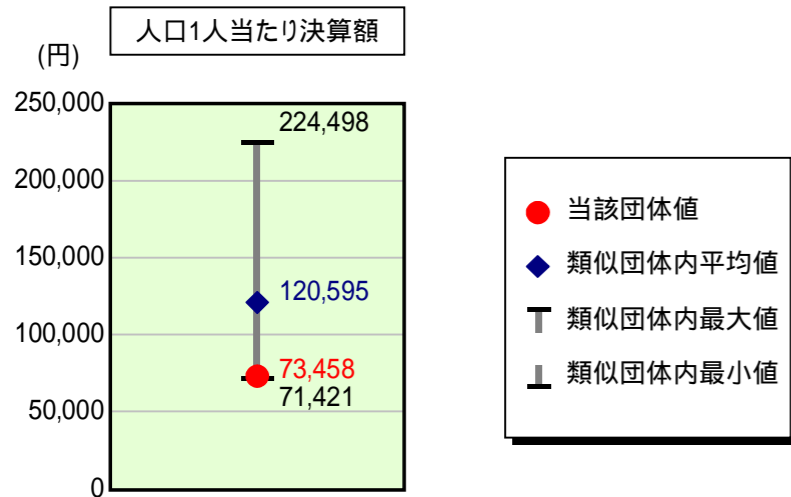 人口1人当たり決算額
(円)
250,000
224,498
200,000
150,000
120,595
100,000
73,458
71,421
50,000
0
当該団体値
類似団体内平均値
類似団体内最大値
類似団体内最小値